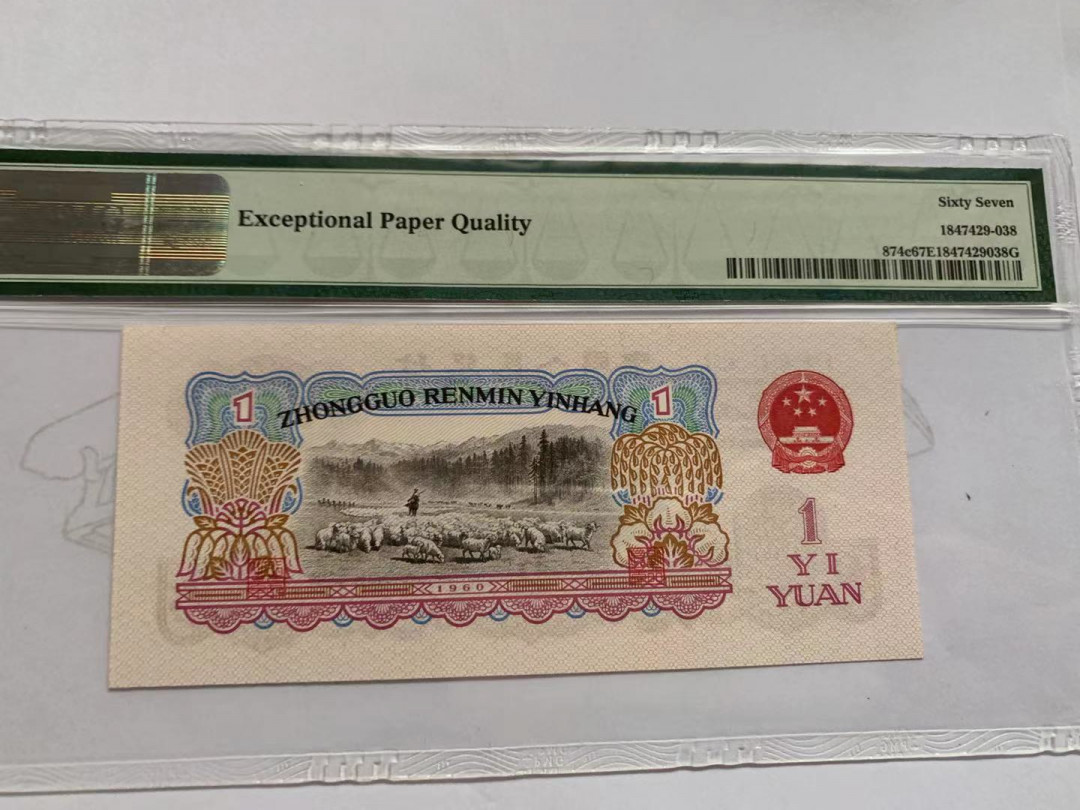 Exceptional Paper Quality
Sixty Seven
1847429-038
874c67E1847429038G
1
ZHONGGUO RENMIN YINHANG
1
1960
1
YI
YUAN